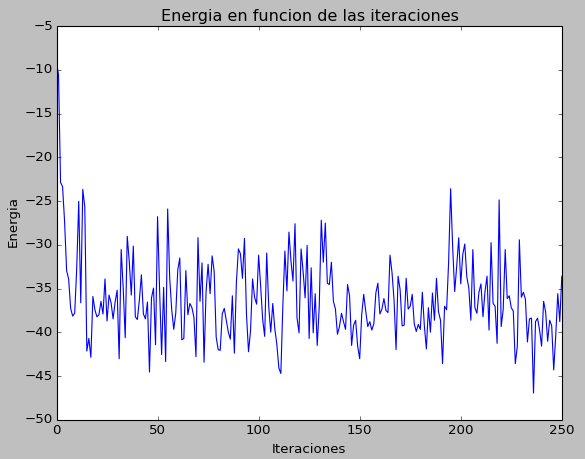 Energia en funcion de las iteraciones
−5
−10
−15
−20
−25
−30
−35
−40
−45
−50
Energia
0 50 100 150 200 250
Iteraciones